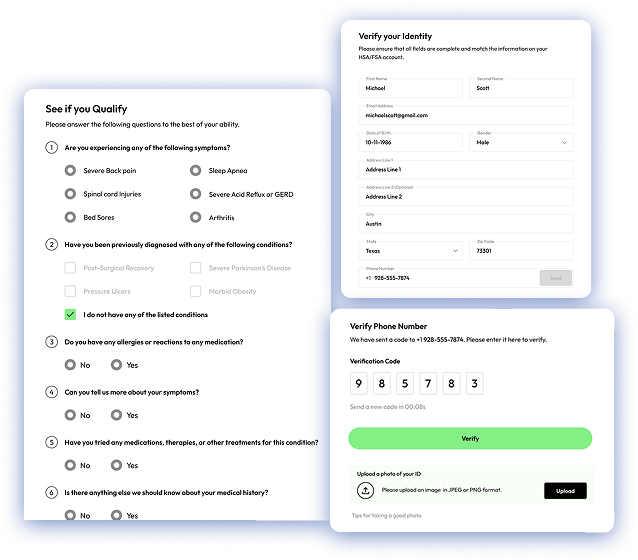 See if you Qualify
Please answer the following questions to the best of your ability.
1 Are you experiencing any of the following symptoms?
Severe Back pain
Sleep Apnea
Spinal cord Injuries
Severe Acid Reflux or GERD
Bed Sores
Arthritis
2 Have you been previously diagnosed with any of the following conditions?
Post-Surgical Recovery
Severe Parkinson's Disease
Pressure Ulcers
Morbid Obesity
I do not have any of the listed conditions
3 Do you have any allergies or reactions to any medication?
No Yes
4 Can you tell us more about your symptoms?
No Yes
5 Have you tried any medications, therapies, or other treatments for this condition?
No Yes
6 Is there anything else we should know about your medical history?
No Yes
Verify your Identity
Please ensure that all fields are complete and match the information on your
HSA/FSA account.
First Name
Michael
Second Name
Scott
Email Address
michaelscott@gmail.com
Date of Birth
10-11-1986
Gender
Male
Address Line 1
Address Line 1
Address Line 2 (Optional)
Address Line 2
City
Austin
State
Texas
Zip Code
73301
Phone Number
+1 928-555-7874
Send
Verify Phone Number
We have sent a code to +1 928-555-7874. Please enter it here to verify.
Verification Code
9 8 5 7 8 3
Send a new code in 00:08s
Verify
Upload a photo of your ID
Please upload an image in JPEG or PNG format.
Upload
Tips for taking a good photo.